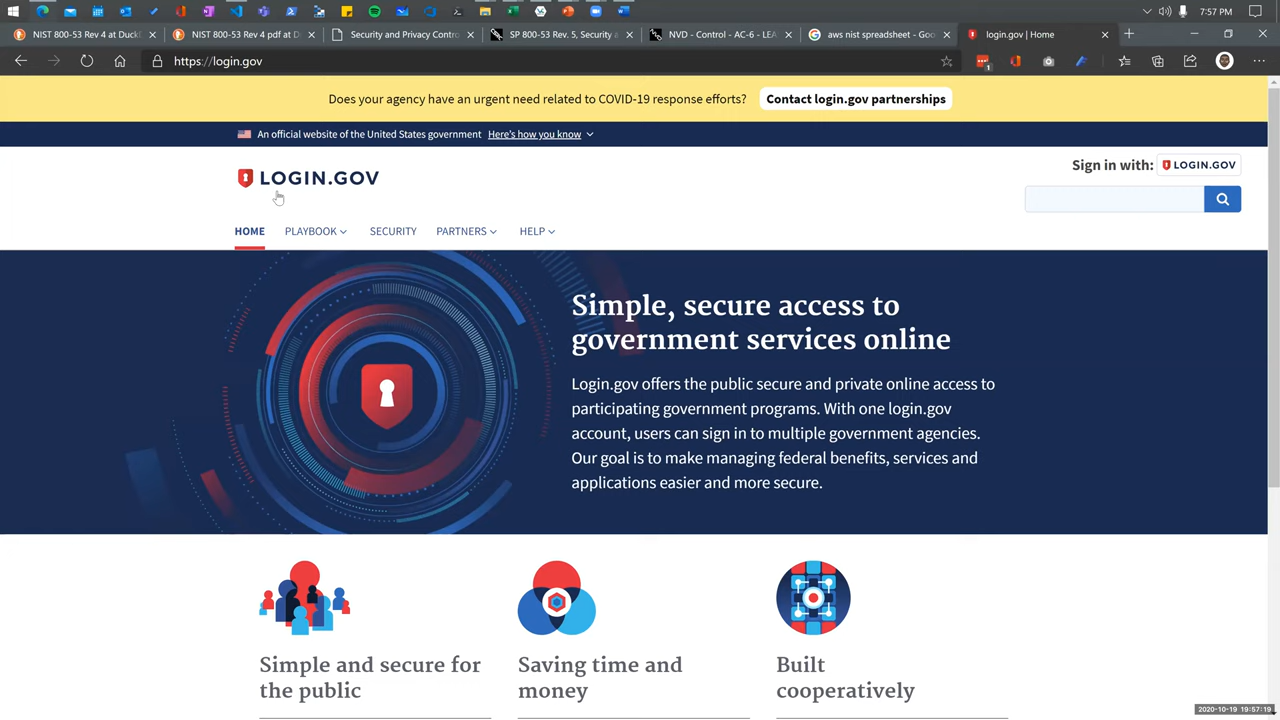 7:57 PM
NIST 800-53 Rev 4 at Duck
NIST 800-53 Rev 4 pdf at D
Security and Privacy Contro
SP 800-53 Rev. 5, Security a
NVD - Control - AC-6 - LEA
aws nist spreadsheet - Goo
login.gov | Home
https://login.gov
1
Does your agency have an urgent need related to COVID-19 response efforts? Contact login.gov partnerships
An official website of the United States government Here's how you know
LOGIN.GOV
Sign in with: LOGIN.GOV
HOME PLAYBOOK SECURITY PARTNERS HELP
Simple, secure access to
government services online
Login.gov offers the public secure and private online access to
participating government programs. With one login.gov
account, users can sign in to multiple government agencies.
Our goal is to make managing federal benefits, services and
applications easier and more secure.
Simple and secure for
the public
Saving time and
money
Built
cooperatively
2020-10-19 19:57:19